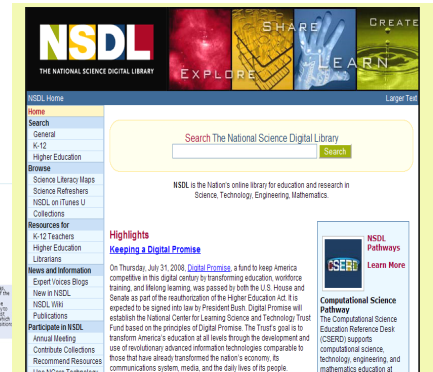 NSDL
THE NATIONAL SCIENCE DIGITAL LIBRARY
EXPLORE
SHARE
LEARN
CREATE
NSDL Home
Larger Text
Home
Search
General
K-12
Higher Education
Browse
Science Literacy Maps
Science Refreshers
NSDL on iTunes U
Collections
Resources for
K-12 Teachers
Higher Education
Librarians
News and Information
Expert Voices Blogs
New in NSDL
NSDL Wiki
Publications
Participate in NSDL
Annual Meeting
Contribute Collections
Recommend Resources
Search The National Science Digital Library
Search
NSDL is the Nation's online library for education and research in
Science, Technology, Engineering, Mathematics.
Highlights
Keeping a Digital Promise
On Thursday, July 31, 2008, Digital Promise, a fund to keep America
competitive in this digital century by transforming education, workforce
training, and lifelong learning, was passed by both the U.S. House and
Senate as part of the reauthorization of the Higher Education Act. It is
expected to be signed into law by President Bush. Digital Promise will
establish the National Center for Learning Science and Technology Trust
Fund based on the principles of Digital Promise. The Trust's goal is to
transform America's education at all levels through the development and
use of revolutionary advanced information technologies comparable to
those that have already transformed the nation's economy, its
communications system, media, and the daily lives of its people.
CSERD
NSDL
Pathways
Learn More
Computational Science
Pathway
The Computational Science
Education Reference Desk
(CSERD) supports
computational science,
technology, engineering, and
mathematics education at